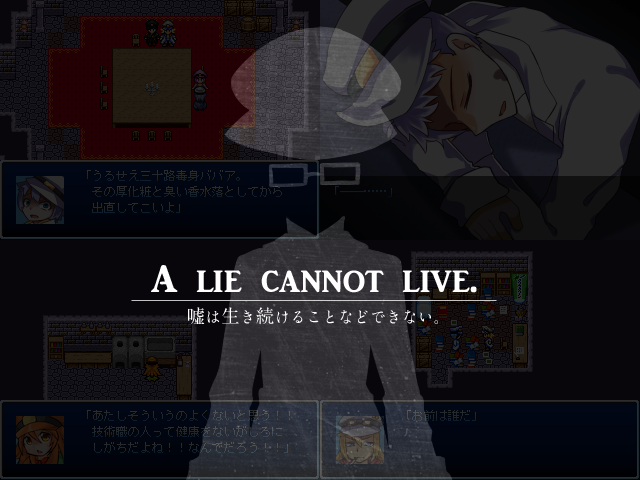 「うるせえ三十路毒身ババア。
その厚化粧と臭い香水落としてから
出直してこいよ」
「―――……」
A LIE CANNOT LIVE.
嘘は生き続けることなどできない。
「あたしそういうのよくないと思う！！
技術職の人って健康をないがしろに
しがちだよね！！なんでだろう！！」
「お前は誰だ」